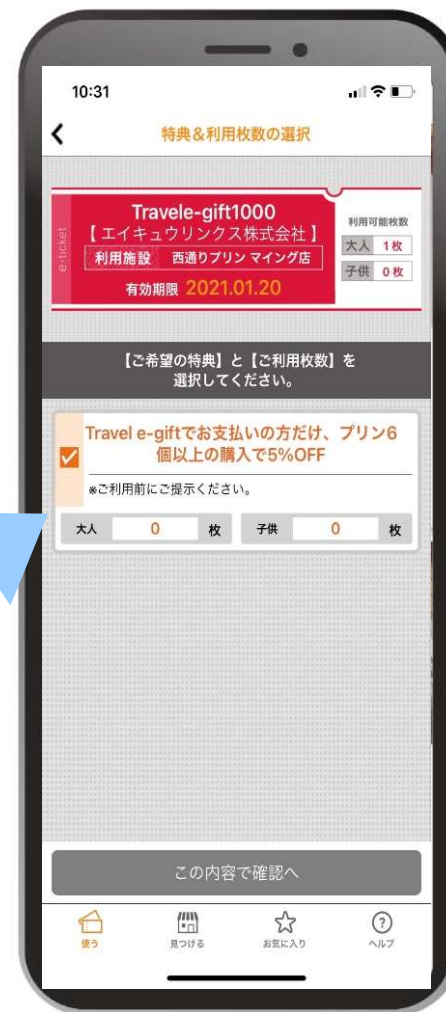 10:31
特典＆利用枚数の選択
e-ticket
Travele-gift1000
【エイキュウリンクス株式会社】
利用施設 西通りプリン マイング店
有効期限 2021.01.20
利用可能枚数
大人 1枚
子供 0枚
【ご希望の特典】と【ご利用枚数】を
選択してください。
Travel e-giftでお支払いの方だけ、プリン6
個以上の購入で5%OFF
※ご利用前にご提示ください。
大人 0 枚 子供 0 枚
この内容で確認へ
使う 見つける お気に入り ヘルプ